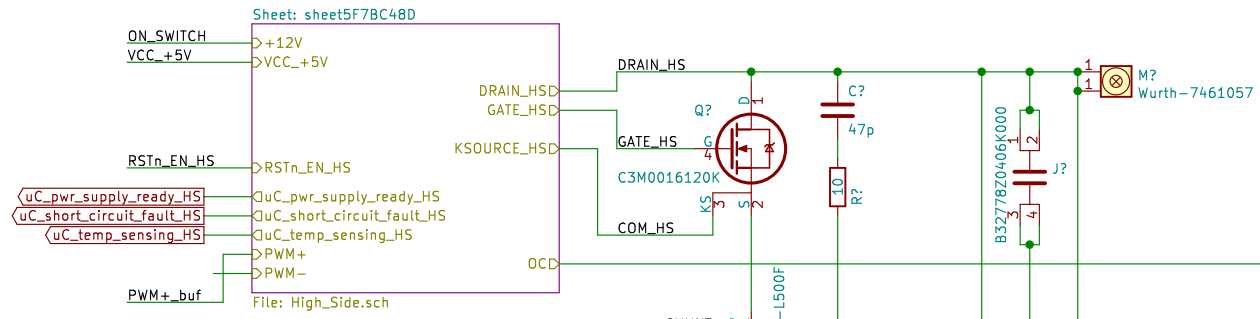 Sheet: sheet5F7BC48D
ON_SWITCH
+12V
VCC_+5V
VCC_+5V
DRAIN_HS
DRAIN_HS
GATE_HS
GATE_HS
KSOURCE_HS
RSTn_EN_HS
RSTn_EN_HS
uC_pwr_supply_ready_HS
uC_pwr_supply_ready_HS
uC_short_circuit_fault_HS
uC_short_circuit_fault_HS
uC_temp_sensing_HS
uC_temp_sensing_HS
COM_HS
PWM+
PWM-
PWM+_buf
OC
File: High_Side.sch
Q?
D
1
G
4
C3M0016120K
KS
3
S
2
C?
47p
10
R?
B32778Z0406K000
1
2
3
4
J?
1
1
M?
Wurth-7461057
-L500F